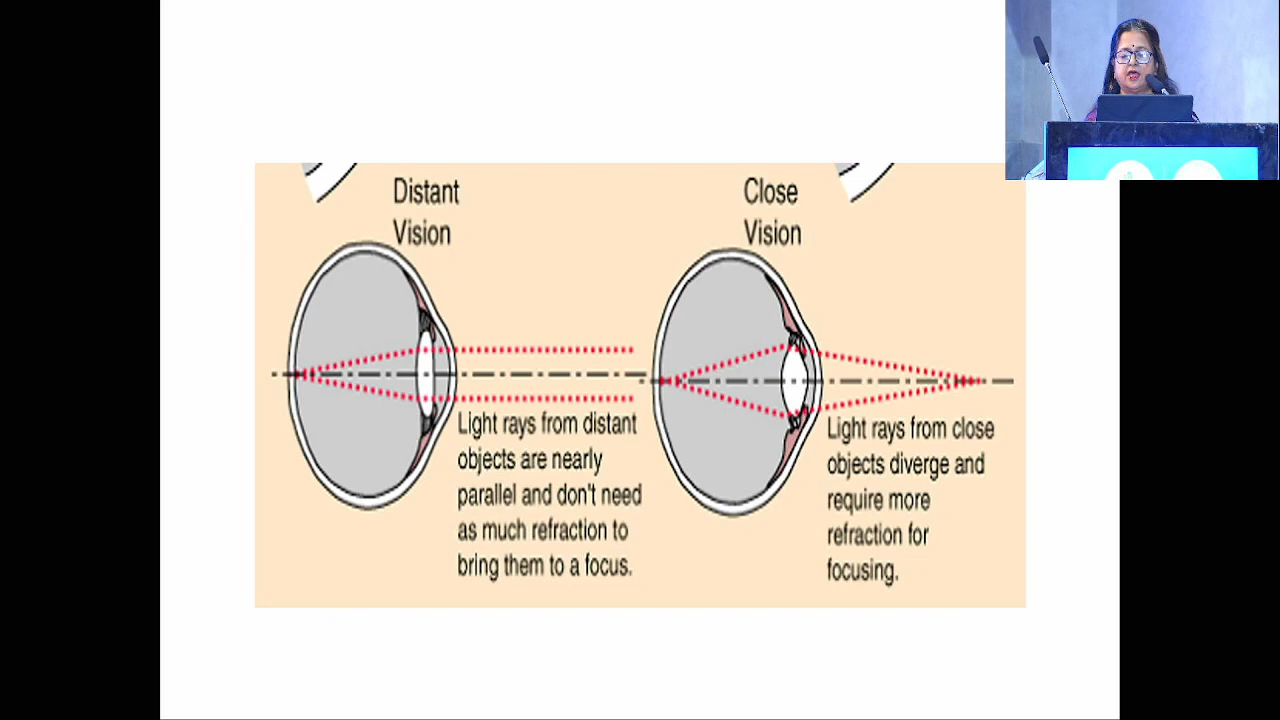 Distant
Vision
Light rays from distant
objects are nearly
parallel and don't need
as much refraction to
bring them to a focus.
Close
Vision
Light rays from close
objects diverge and
require more
refraction for
focusing.